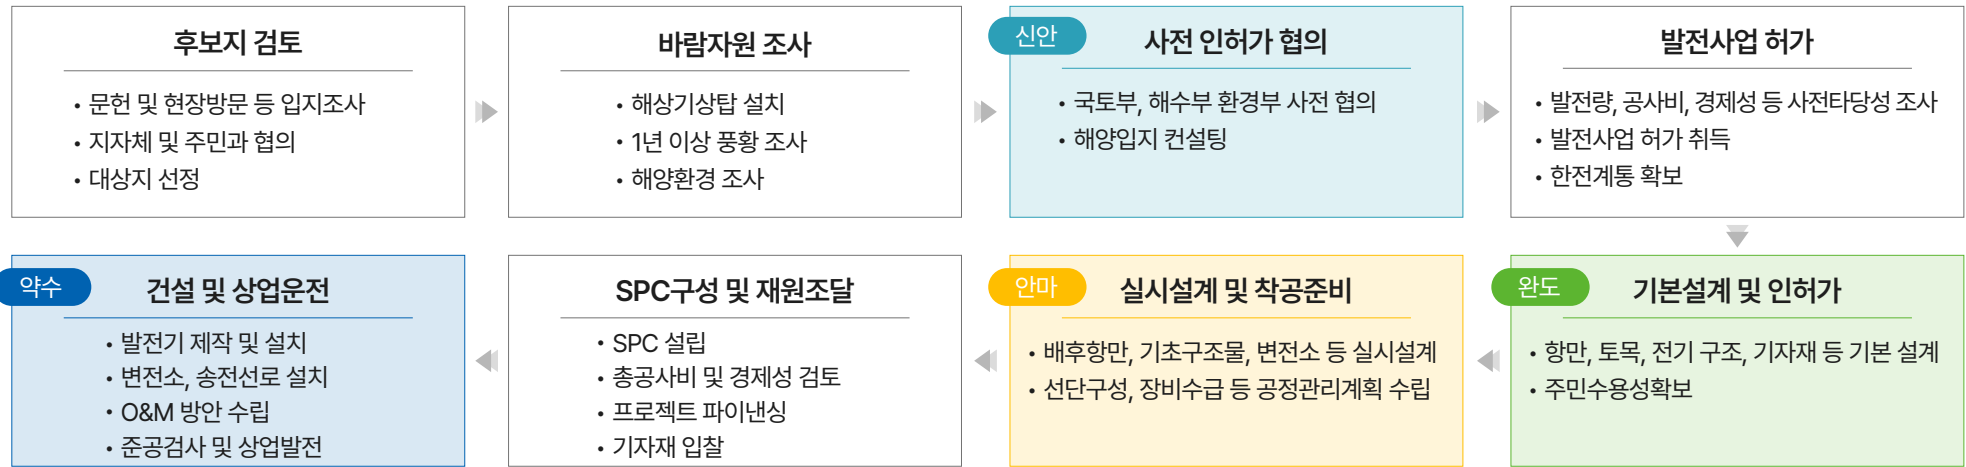 후보지 검토
• 문헌 및 현장방문 등 입지조사
• 지자체 및 주민과 협의
• 대상지 선정
바람자원 조사
• 해상기상탑 설치
• 1년 이상 풍황 조사
• 해양환경 조사
신안
사전 인허가 협의
• 국토부, 해수부 환경부 사전 협의
• 해양입지 컨설팅
발전사업 허가
• 발전량, 공사비, 경제성 등 사전타당성 조사
• 발전사업 허가 취득
• 한전계통 확보
완도
기본설계 및 인허가
• 항만, 토목, 전기 구조, 기자재 등 기본 설계
• 주민수용성확보
안마
실시설계 및 착공준비
• 배후항만, 기초구조물, 변전소 등 실시설계
• 선단구성, 장비수급 등 공정관리계획 수립
SPC구성 및 재원조달
• SPC 설립
• 총공사비 및 경제성 검토
• 프로젝트 파이낸싱
• 기자재 입찰
약수
건설 및 상업운전
• 발전기 제작 및 설치
• 변전소, 송전선로 설치
• O&M 방안 수립
• 준공검사 및 상업발전